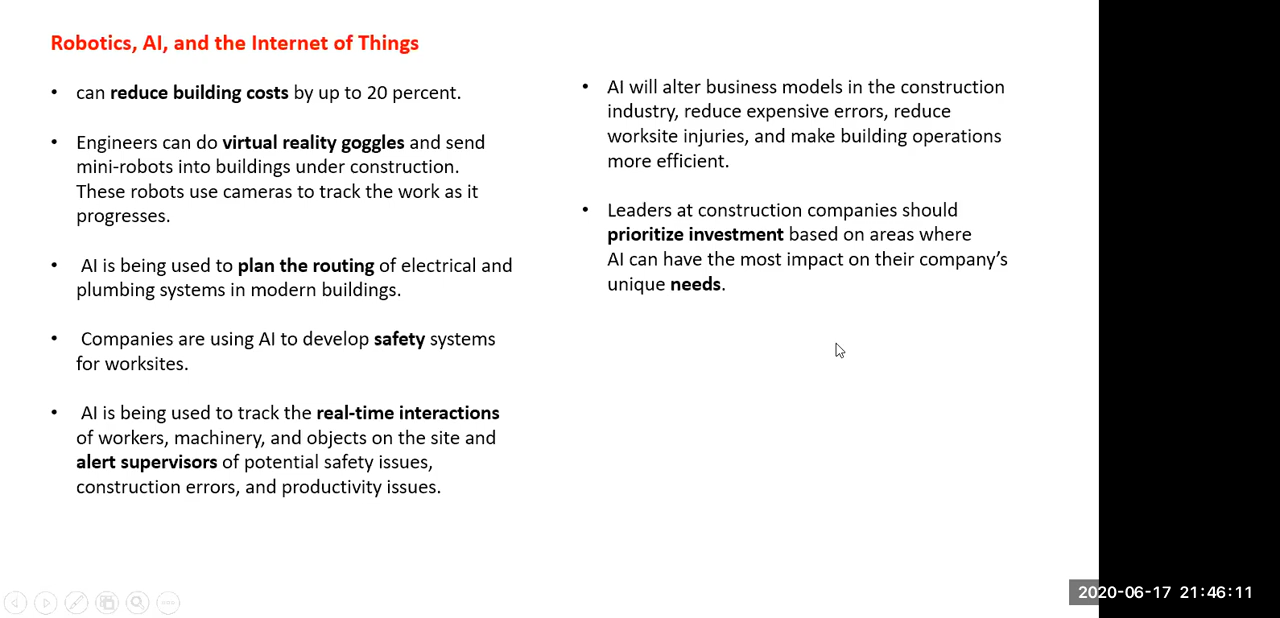 Robotics, AI, and the Internet of Things
• can reduce building costs by up to 20 percent.
• Engineers can do virtual reality goggles and send
mini-robots into buildings under construction.
These robots use cameras to track the work as it
progresses.
• AI is being used to plan the routing of electrical and
plumbing systems in modern buildings.
• Companies are using AI to develop safety systems
for worksites.
• AI is being used to track the real-time interactions
of workers, machinery, and objects on the site and
alert supervisors of potential safety issues,
construction errors, and productivity issues.
• AI will alter business models in the construction
industry, reduce expensive errors, reduce
worksite injuries, and make building operations
more efficient.
• Leaders at construction companies should
prioritize investment based on areas where
AI can have the most impact on their company’s
unique needs.
2020-06-17 21:46:11